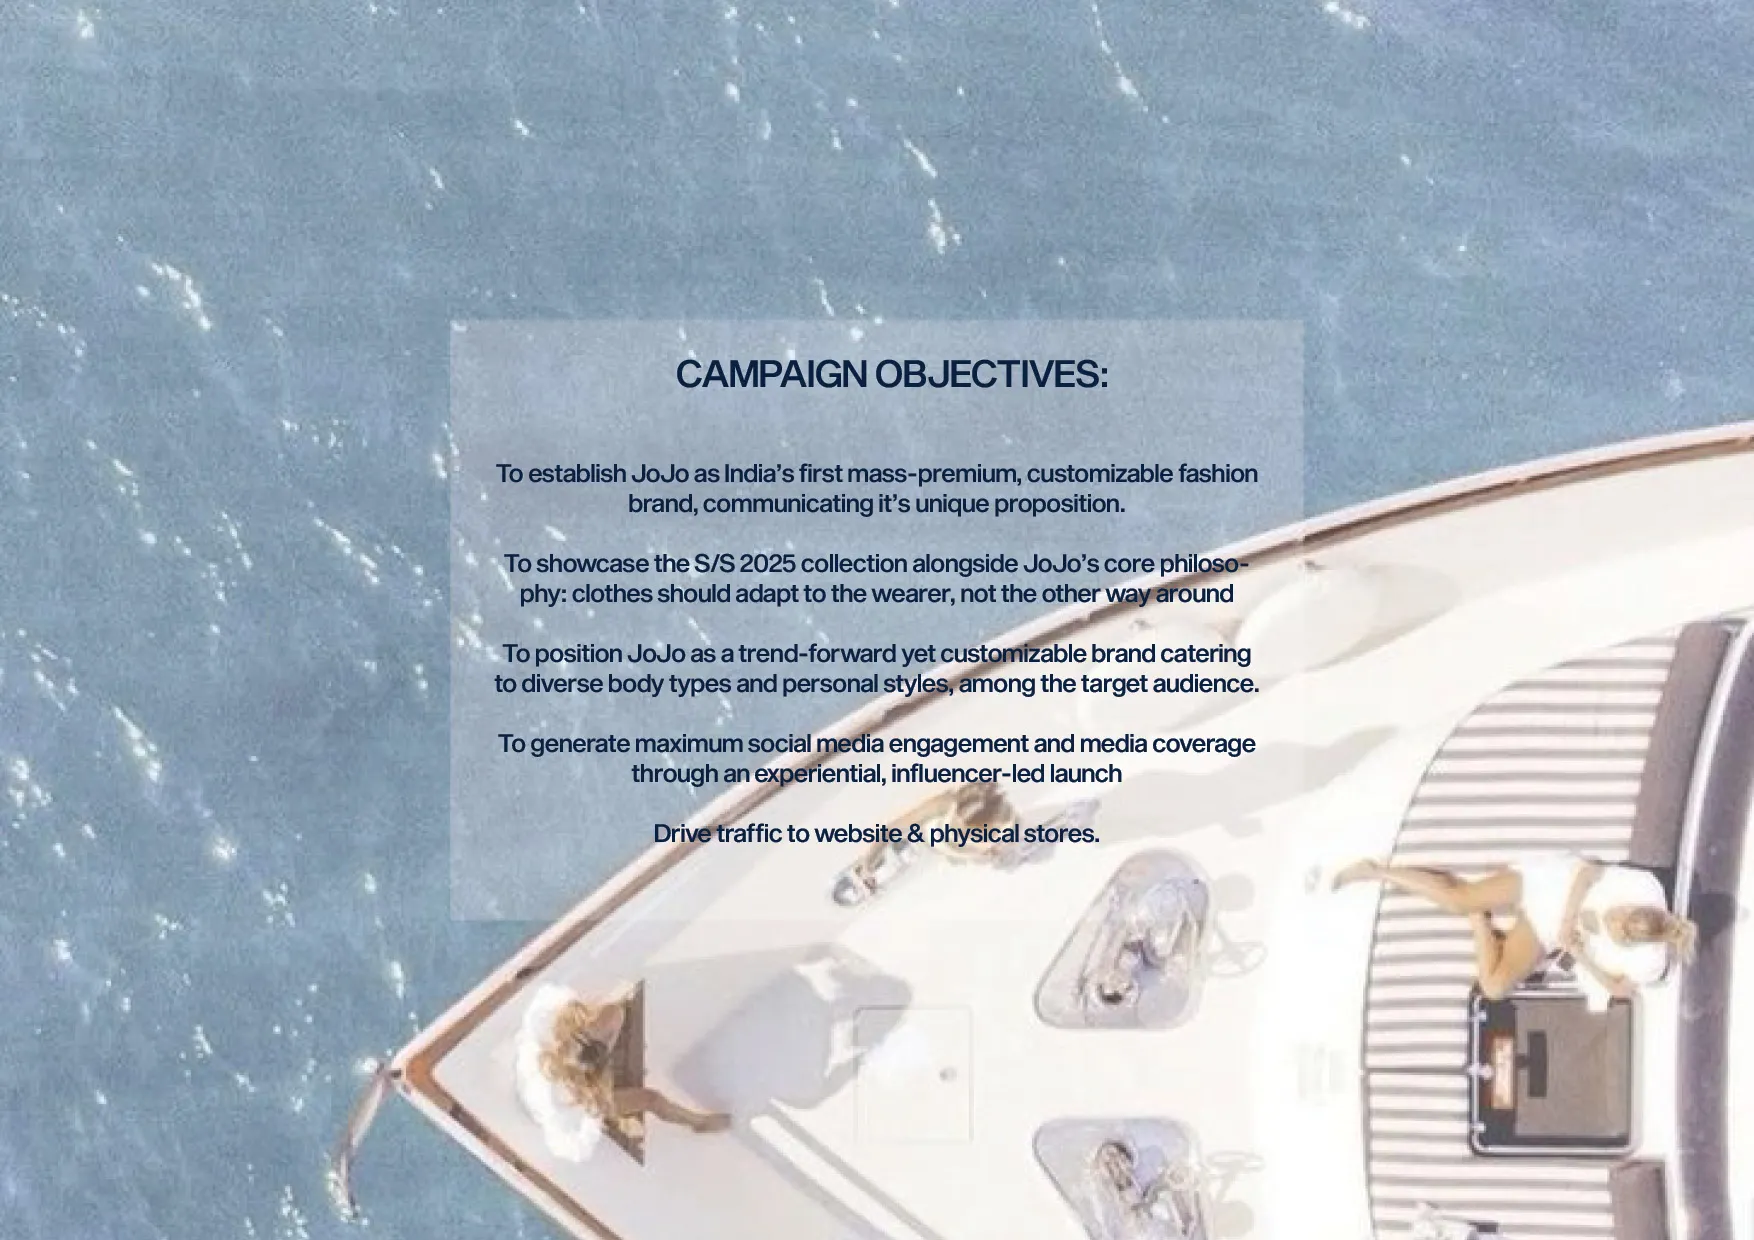 CAMPAIGN OBJECTIVES:
To establish JoJo as India’s first mass-premium, customizable fashion
brand, communicating it’s unique proposition.
To showcase the S/S 2025 collection alongside JoJo’s core philoso-
phy: clothes should adapt to the wearer, not the other way around
To position JoJo as a trend-forward yet customizable brand catering
to diverse body types and personal styles, among the target audience.
To generate maximum social media engagement and media coverage
through an experiential, influencer-led launch
Drive traffic to website & physical stores.